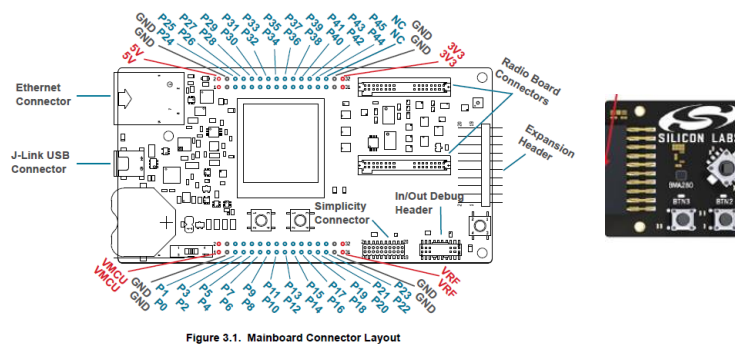 GND
GND
P25
P24
P27
P26
P29
P28
P31
P30
P33
P32
P35
P34
P37
P36
P39
P38
P41
P40
P43
P42
P45
P44
NC
NC
GND
GND
5V
5V
3V3
3V3
Ethernet
Connector
Radio Board
Connectors
J-Link USB
Connector
Expansion
Header
Simplicity
Connector
In/Out Debug
Header
SILICON LABS
BMA280
BTN3
BTN2
VMCU
VMCU
GND
GND
P1
P0
P3
P2
P5
P4
P7
P6
P9
P8
P11
P10
P13
P12
P15
P14
P17
P16
P19
P18
P21
P20
P23
P22
GND
GND
VRF
VRF
Figure 3.1. Mainboard Connector Layout